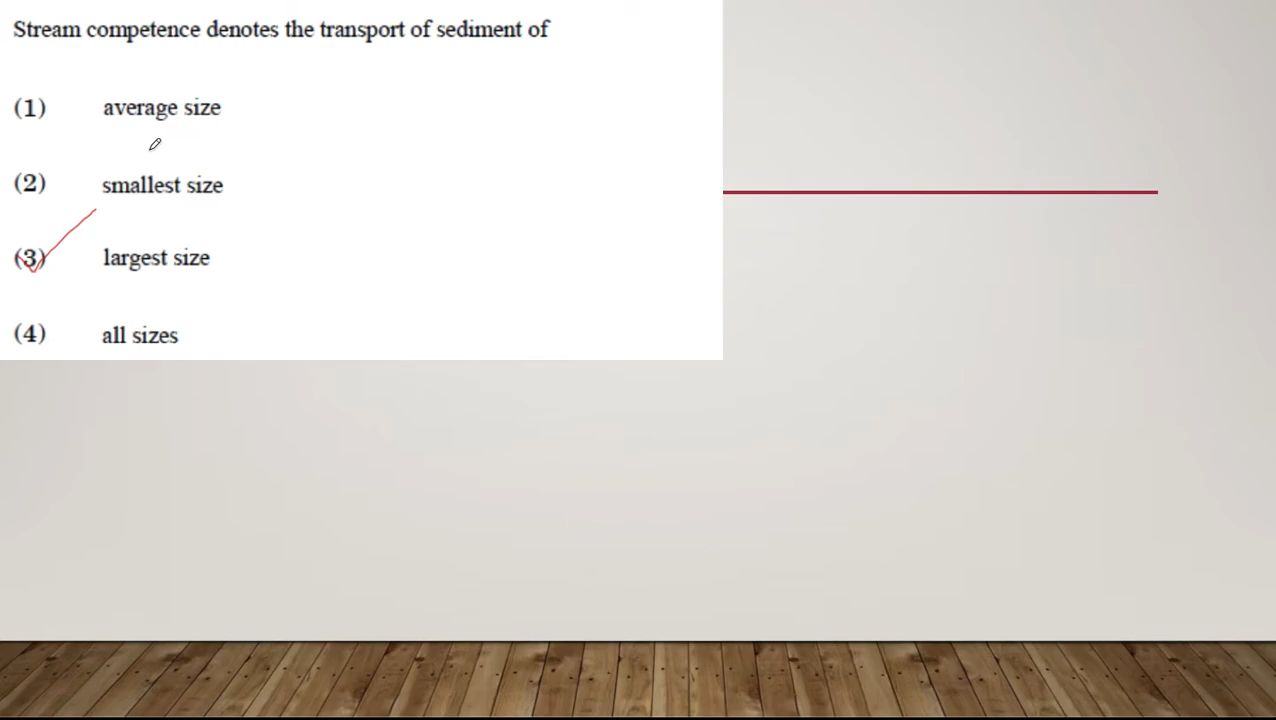 Stream competence denotes the transport of sediment of
(1) average size
(2) smallest size
(3) largest size
(4) all sizes